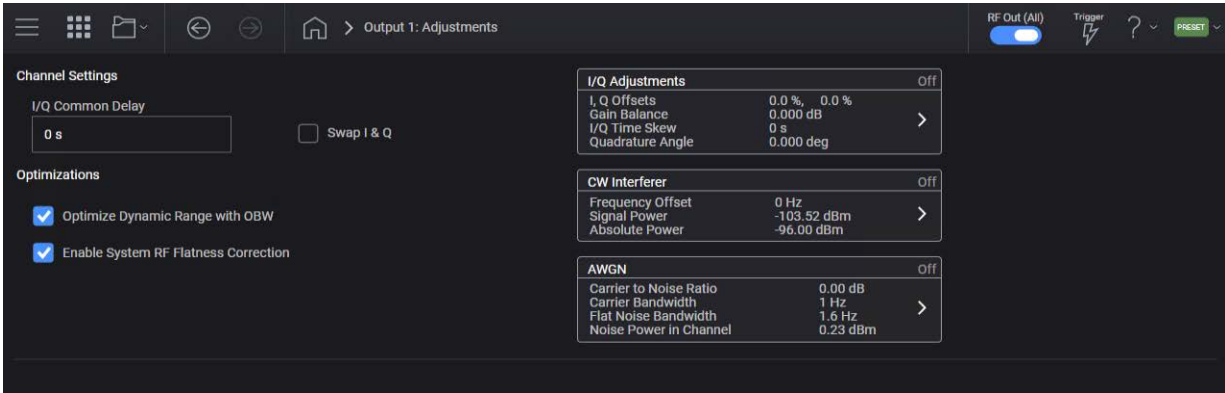 Output 1: Adjustments
RF Out (All)
Trigger
?
PRESET
Channel Settings
I/Q Common Delay
0 s
Swap I & Q
Optimizations
Optimize Dynamic Range with OBW
Enable System RF Flatness Correction
I/Q Adjustments Off
I, Q Offsets 0.0 %, 0.0 %
Gain Balance 0.000 dB
I/Q Time Skew 0 s
Quadrature Angle 0.000 deg
CW Interferer Off
Frequency Offset 0 Hz
Signal Power -103.52 dBm
Absolute Power -96.00 dBm
AWGN Off
Carrier to Noise Ratio 0.00 dB
Carrier Bandwidth 1 Hz
Flat Noise Bandwidth 1.6 Hz
Noise Power in Channel 0.23 dBm